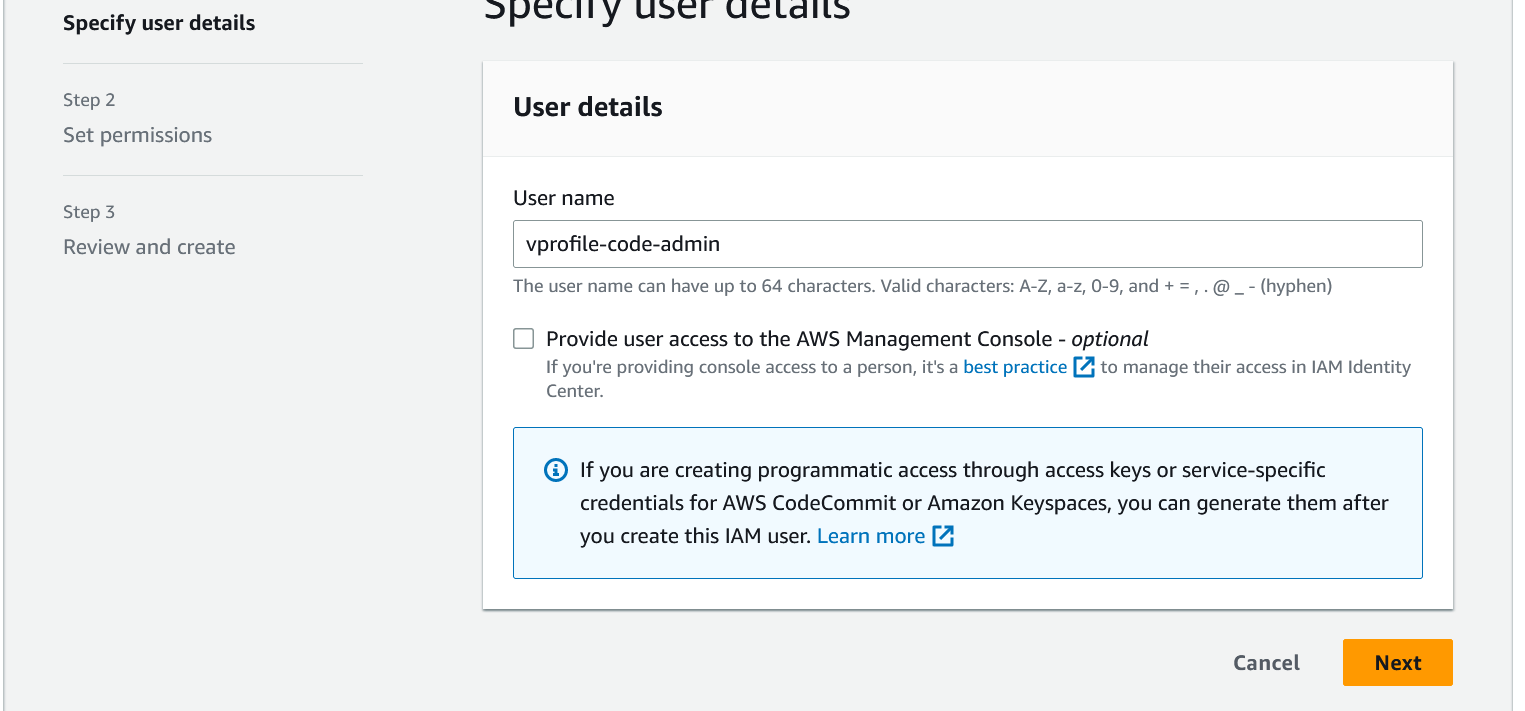 Specify user details
Specify user details
Step 2
Set permissions
Step 3
Review and create
User details
User name
vprofile-code-admin
The user name can have up to 64 characters. Valid characters: A-Z, a-z, 0-9, and + = , . @ _ - (hyphen)
Provide user access to the AWS Management Console - optional
If you're providing console access to a person, it's a best practice to manage their access in IAM Identity
Center.
If you are creating programmatic access through access keys or service-specific
credentials for AWS CodeCommit or Amazon Keyspaces, you can generate them after
you create this IAM user. Learn more
Cancel
Next